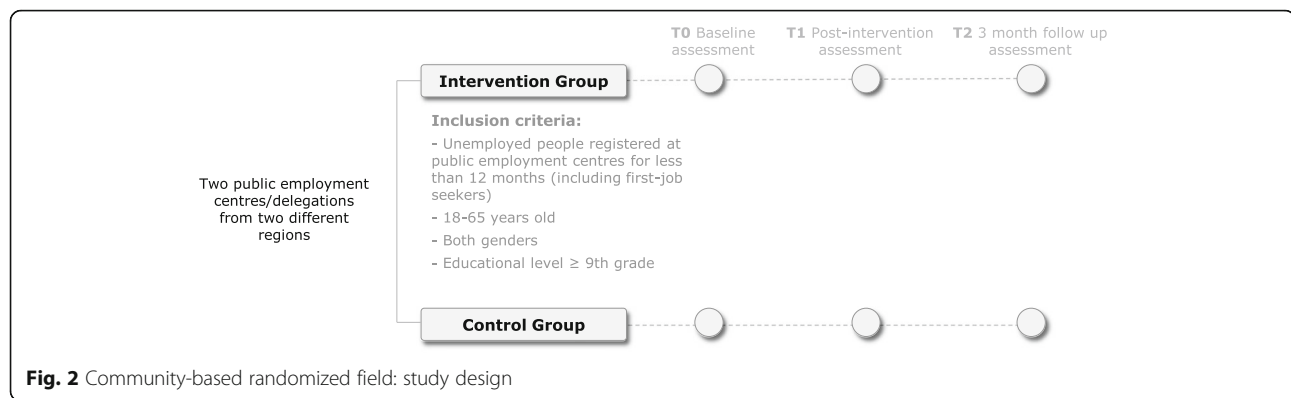 T0 Baseline
assessment
T1 Post-intervention
assessment
T2 3 month follow up
assessment
Intervention Group
Inclusion criteria:
- Unemployed people registered at
public employment centres for less
than 12 months (including first-job
seekers)
- 18-65 years old
- Both genders
- Educational level ≥ 9th grade
Two public employment
centres/delegations
from two different
regions
Control Group
Fig. 2 Community-based randomized field: study design